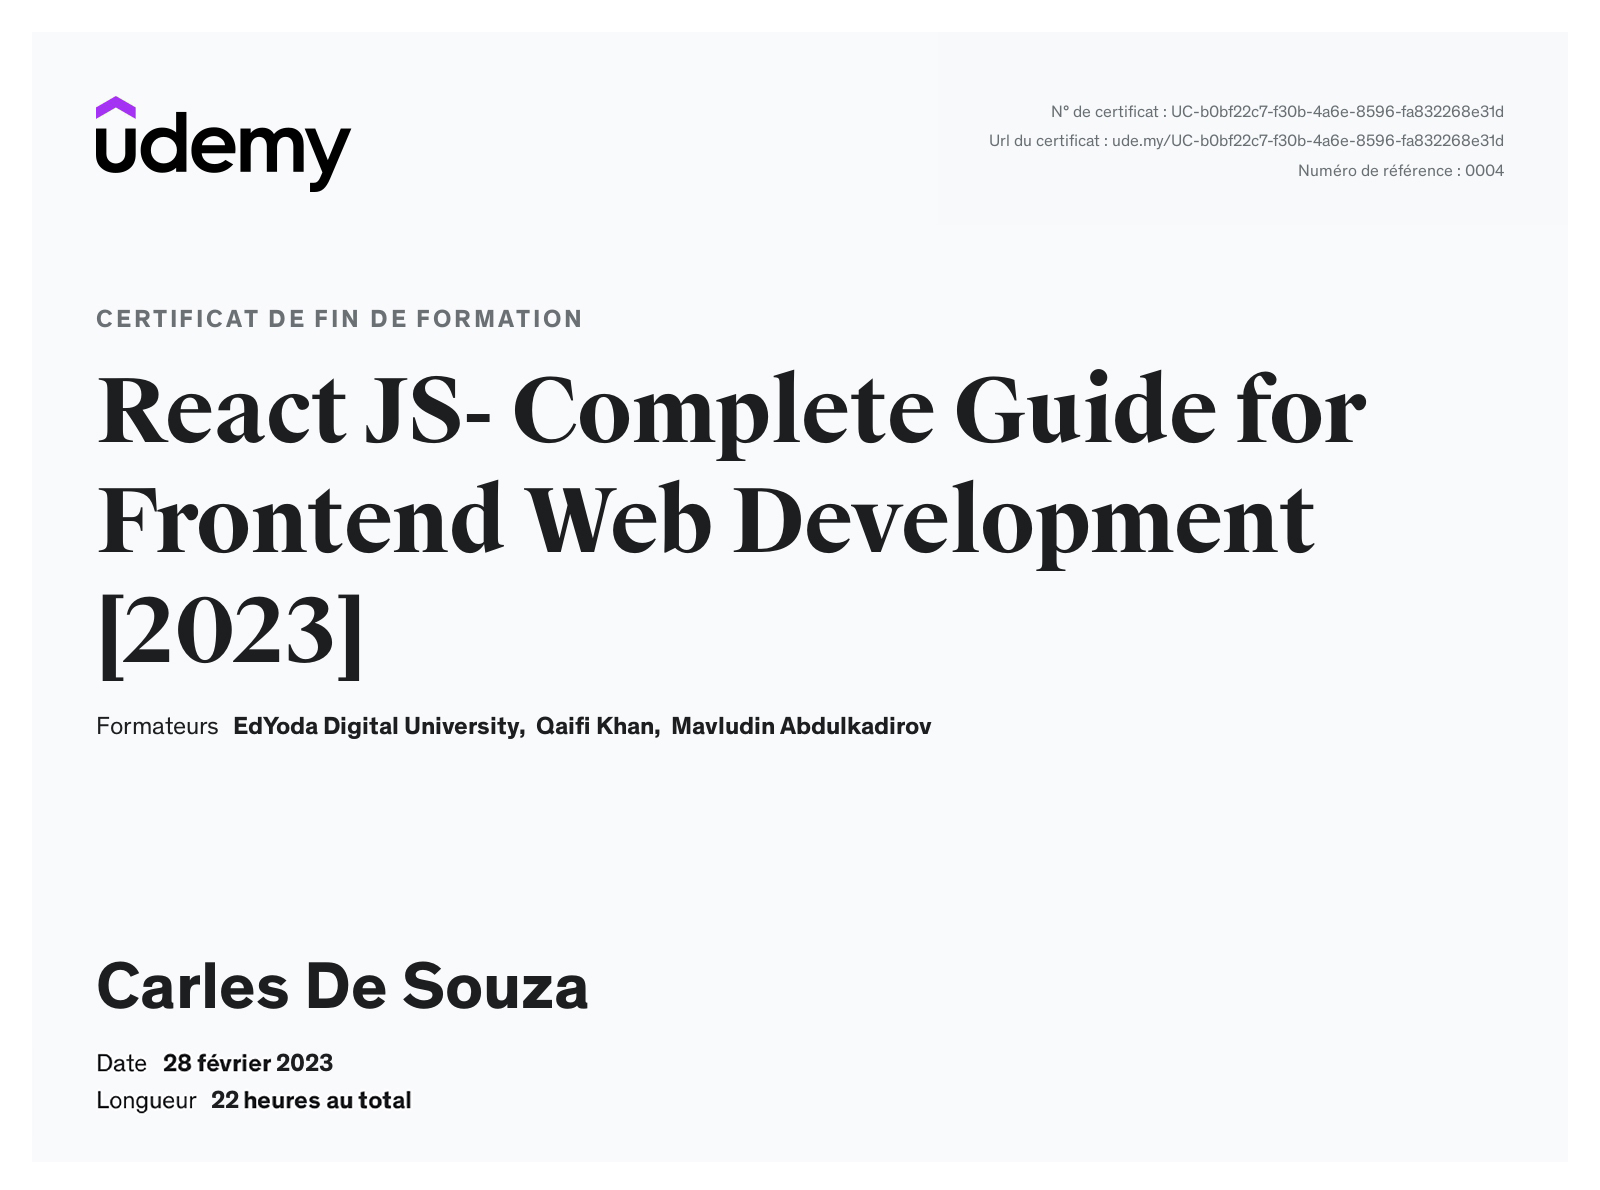 udemy
N° de certificat : UC-b0bf22c7-f30b-4a6e-8596-fa832268e31d
Url du certificat : ude.my/UC-b0bf22c7-f30b-4a6e-8596-fa832268e31d
Numéro de référence : 0004
CERTIFICAT DE FIN DE FORMATION
React JS- Complete Guide for
Frontend Web Development
[2023]
Formateurs EdYoda Digital University, Qaifi Khan, Mavludin Abdulkadirov
Carles De Souza
Date 28 février 2023
Longueur 22 heures au total